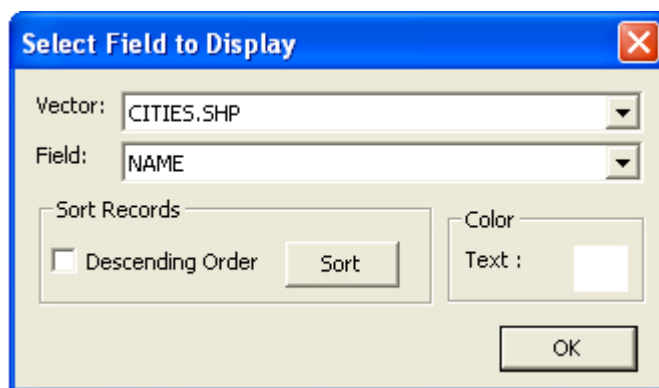 Select Field to Display
Vector: CITIES.SHP
Field: NAME
Sort Records
Descending Order Sort
Color
Text :
OK